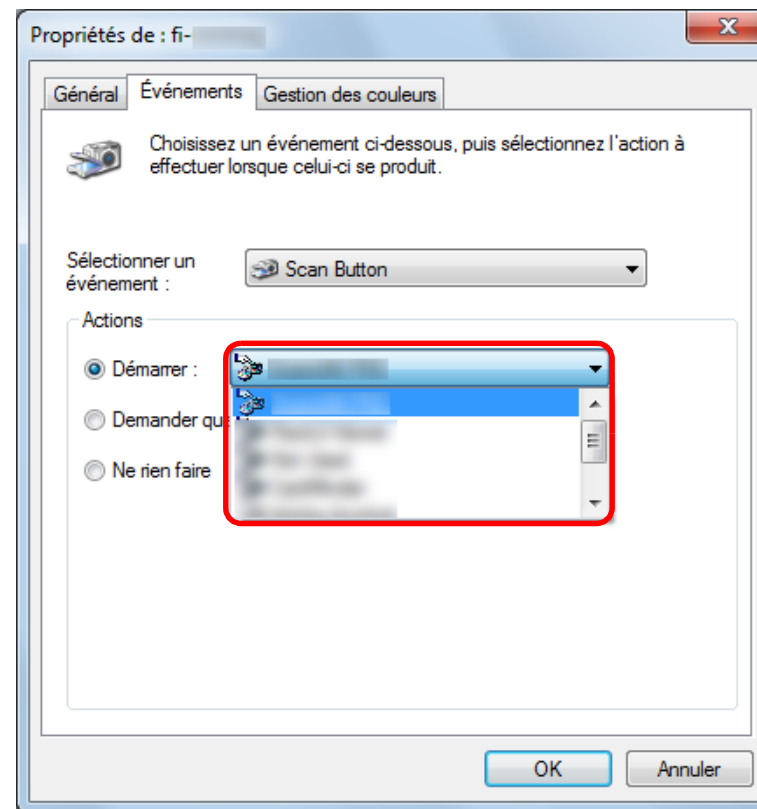 Propriétés de : fi-
Général
Événements
Gestion des couleurs
Choisissez un événement ci-dessous, puis sélectionnez l'action à
effectuer lorsque celui-ci se produit.
Sélectionner un
événement :
Scan Button
Actions
Démarrer :
Demander
Ne rien faire
OK
Annuler